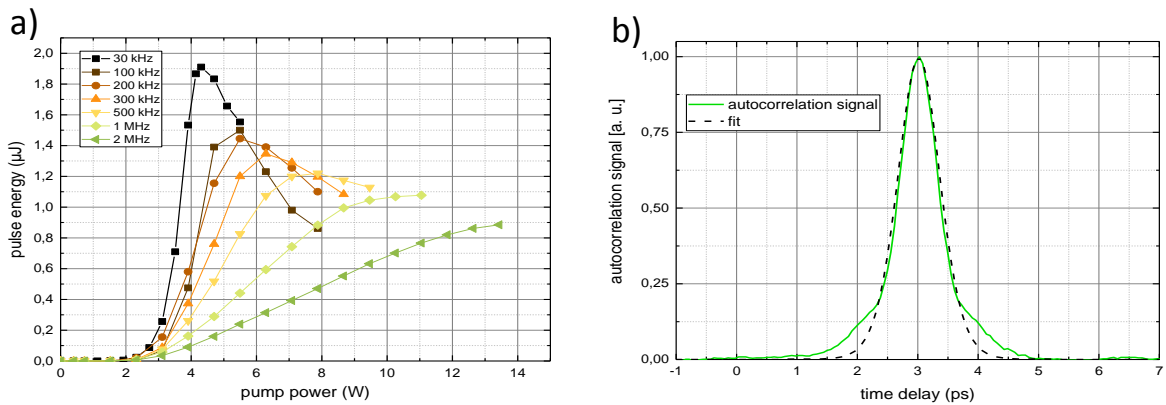 a)
pulse energy (µJ)
2,0
1,8
1,6
1,4
1,2
1,0
0,8
0,6
0,4
0,2
0,0
30 kHz
100 kHz
200 kHz
300 kHz
500 kHz
1 MHz
2 MHz
0 2 4 6 8 10 12 14
pump power (W)
b)
autocorrelation signal [a. u.]
1,00
0,75
0,50
0,25
0,00
autocorrelation signal
fit
-1 0 1 2 3 4 5 6 7
time delay (ps)